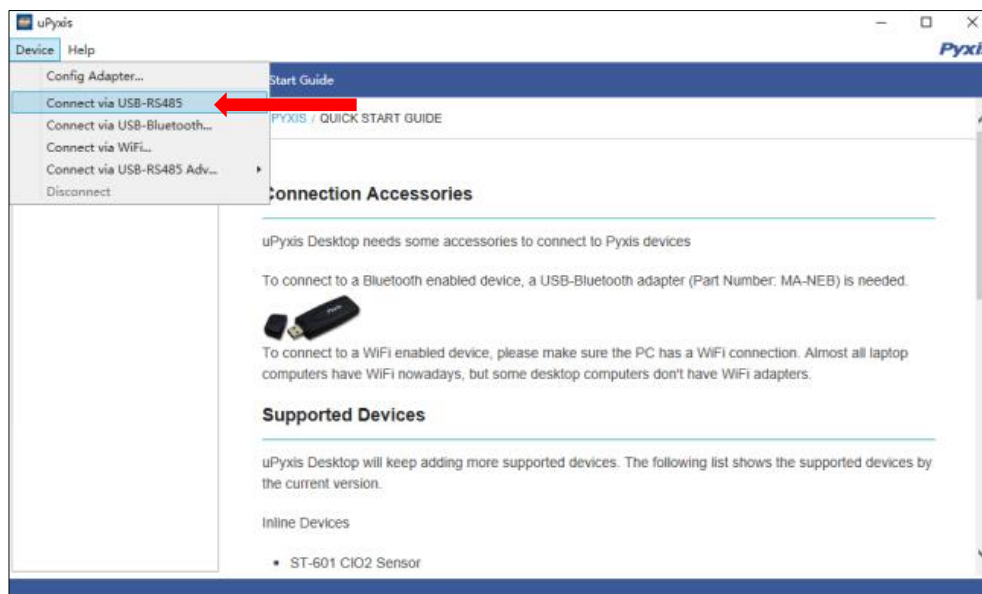 uPyxis
Device Help
Pyxis
Config Adapter...
Connect via USB-RS485
Connect via USB-Bluetooth...
Connect via WiFi...
Connect via USB-RS485 Adv...
Disconnect
Start Guide
PYXIS / QUICK START GUIDE
Connection Accessories
uPyxis Desktop needs some accessories to connect to Pyxis devices
To connect to a Bluetooth enabled device, a USB-Bluetooth adapter (Part Number: MA-NEB) is needed.
To connect to a WiFi enabled device, please make sure the PC has a WiFi connection. Almost all laptop
computers have WiFi nowadays, but some desktop computers don't have WiFi adapters.
Supported Devices
uPyxis Desktop will keep adding more supported devices. The following list shows the supported devices by
the current version.
Inline Devices
• ST-601 ClO2 Sensor